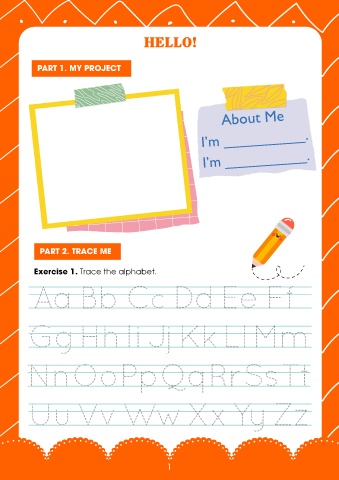 HELLO!
PART 1. MY PROJECT
About Me
I'm ____________.
I'm ____________.
PART 2. TRACE ME
Exercise 1. Trace the alphabet.
Aa Bb Cc Dd Ee Ff
Gg Hh Ii Jj Kk Ll Mm
Nn Oo Pp Qq Rr Ss Tt
Uu Vv Ww Xx Yy Zz
1